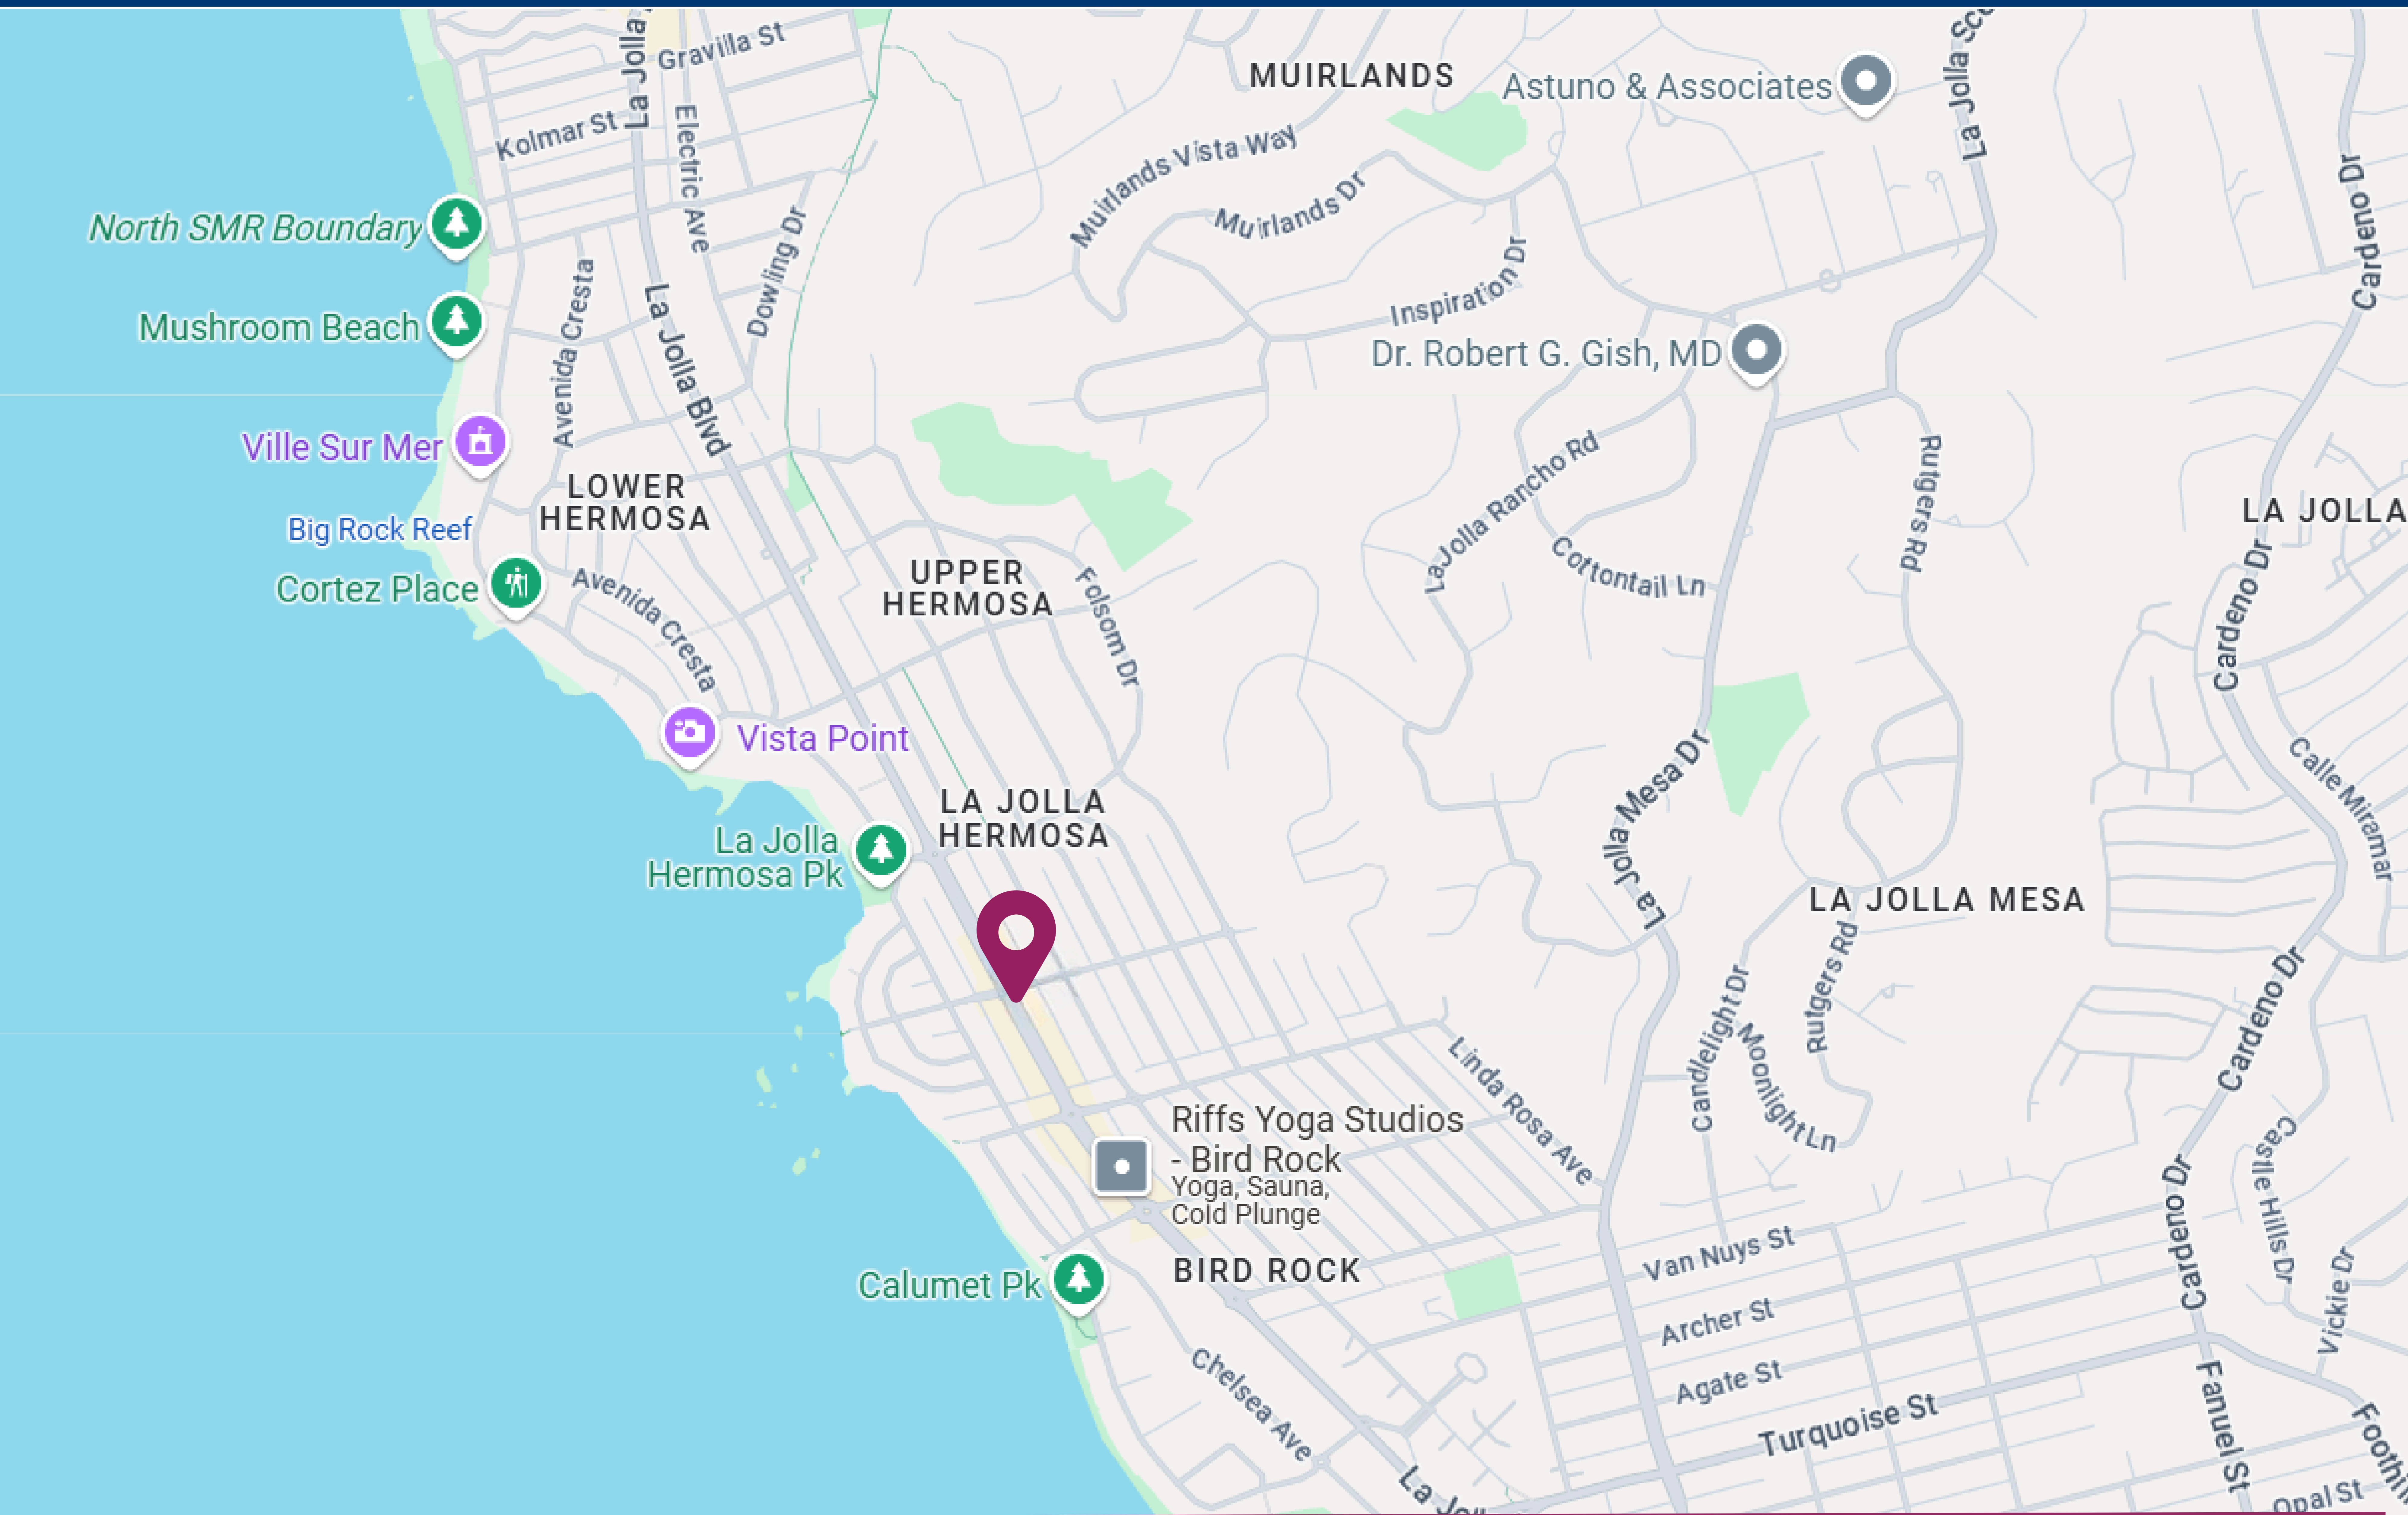 Gravilla St
La Jolla
MUIRLANDS
Astuno & Associates
La Jolla Sce
Kolmar St
Electric Ave
Muirlands Vista Way
Muirlands Dr
Cardeno Dr
North SMR Boundary
Dowling Dr
Inspiration Dr
Mushroom Beach
Avenida Cresta
La Jolla Blvd
Dr. Robert G. Gish, MD
Ville Sur Mer
La Jolla Rancho Rd
Rutgers Rd
LOWER
HERMOSA
LA JOLLA
Big Rock Reef
Cortez Place
Avenida Cresta
UPPER
HERMOSA
Folsom Dr
Cottontail Ln
Cardeno Dr
Vista Point
La Jolla Mesa Dr
Calle Miramar
LA JOLLA
HERMOSA
La Jolla
Hermosa Pk
LA JOLLA MESA
Rutgers Rd
Candlelight Dr
Moonlight Ln
Cardeno Dr
Linda Rosa Ave
Riffs Yoga Studios
- Bird Rock
Yoga, Sauna,
Cold Plunge
Castle Hills Dr
Cardeno Dr
Van Nuys St
BIRD ROCK
Calumet Pk
Vickie Dr
Archer St
Agate St
Chelsea Ave
Turquoise St
Fanuel St
Foothi
La Joll
Opal St